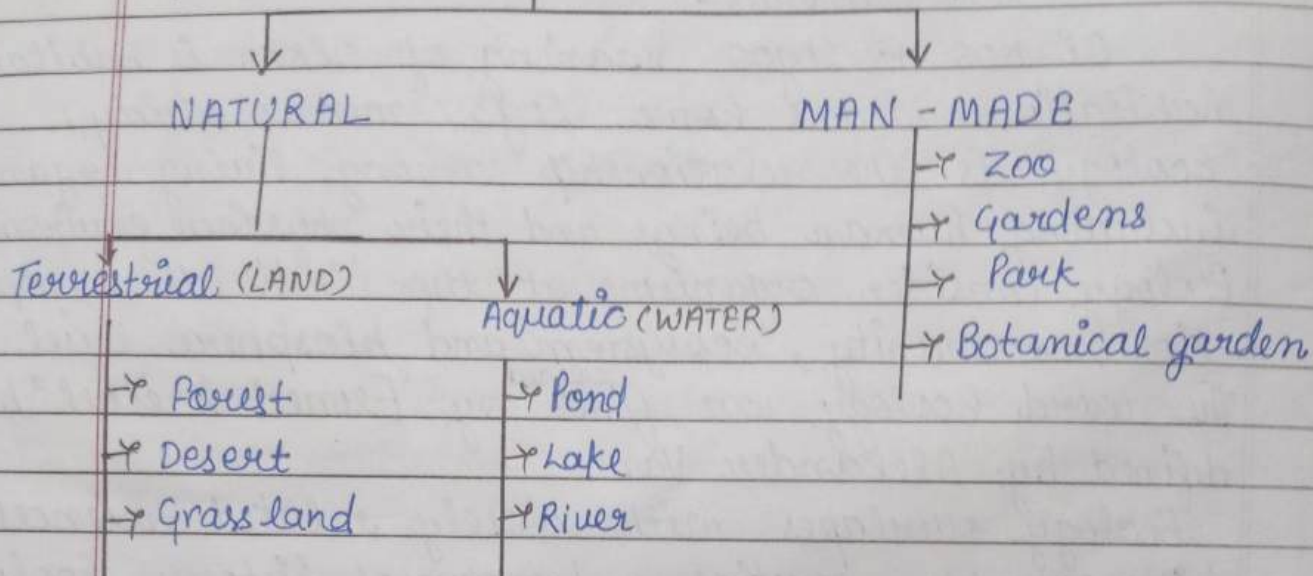 NATURAL
MAN - MADE
Zoo
Gardens
Park
Botanical garden
Terrestrial (LAND)
Aquatic (WATER)
Forest
Desert
Grass land
Pond
Lake
River